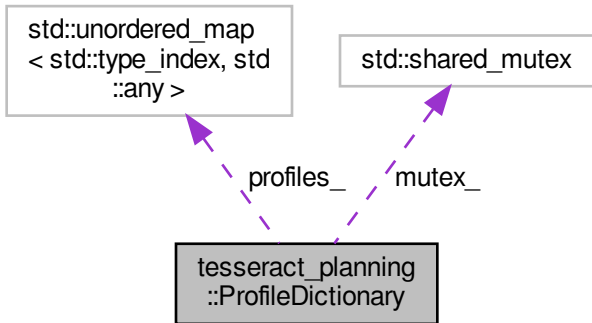 std::unordered_map
< std::type_index, std
::any >
std::shared_mutex
profiles_
mutex_
tesseract_planning
::ProfileDictionary